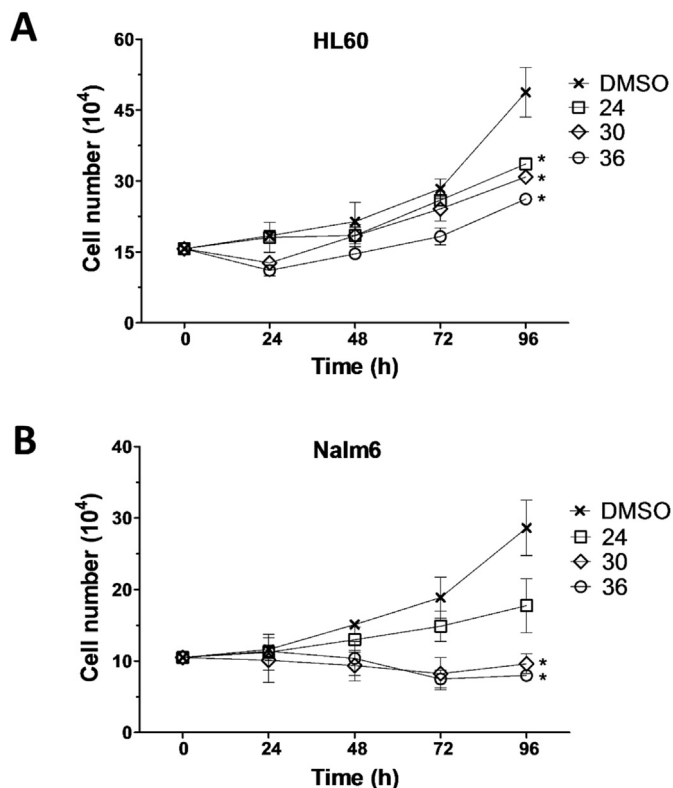 A
HL60
Cell number (10⁴)
60
45
30
15
0
0 24 48 72 96
Time (h)
DMSO
24
30
36
*
*
*
B
Nalm6
Cell number (10⁴)
40
30
20
10
0
0 24 48 72 96
Time (h)
DMSO
24
30
36
*
*